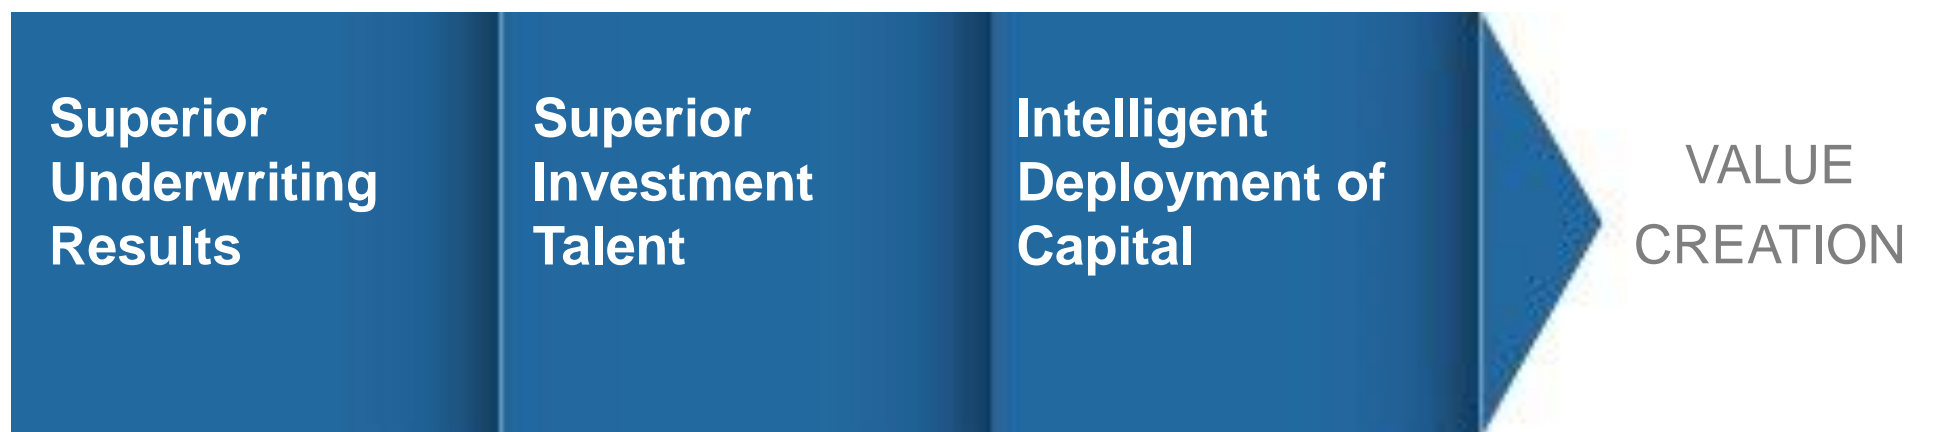 Superior
Underwriting
Results
Superior
Investment
Talent
Intelligent
Deployment of
Capital
VALUE
CREATION